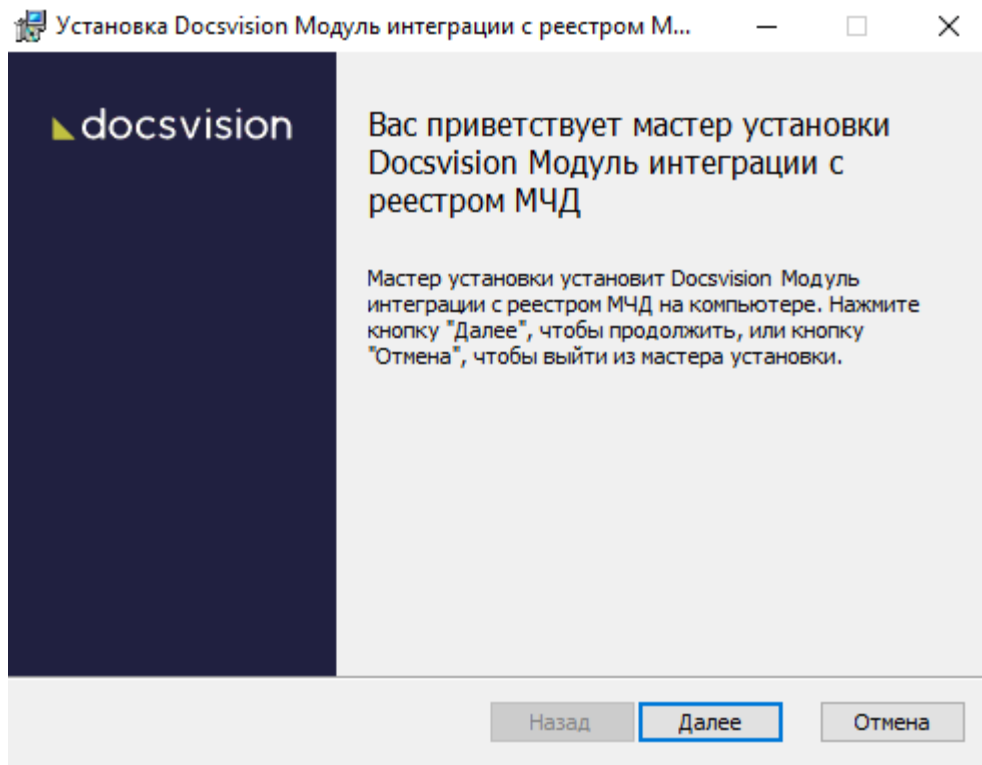 Установка Docsvision Модуль интеграции с реестром М...
docsvision
Вас приветствует мастер установки
Docsvision Модуль интеграции с
реестром МЧД
Мастер установки установит Docsvision Модуль
интеграции с реестром МЧД на компьютере. Нажмите
кнопку "Далее", чтобы продолжить, или кнопку
"Отмена", чтобы выйти из мастера установки.
Назад
Далее
Отмена